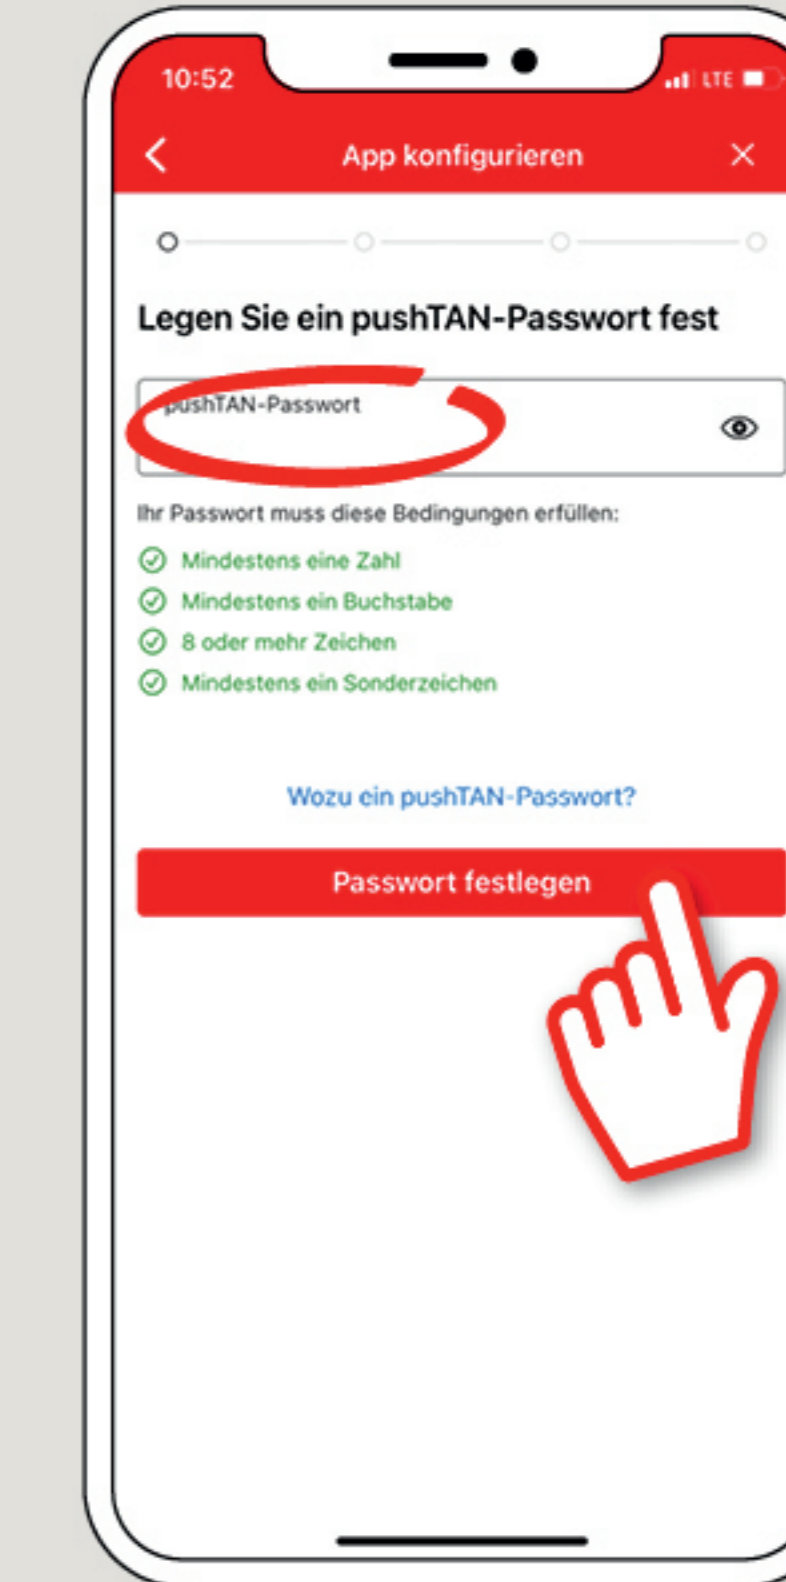 10:52 LTE
App konfigurieren
Legen Sie ein pushTAN-Passwort fest
pushTAN-Passwort
Ihr Passwort muss diese Bedingungen erfüllen:
Mindestens eine Zahl
Mindestens ein Buchstabe
8 oder mehr Zeichen
Mindestens ein Sonderzeichen
Wozu ein pushTAN-Passwort?
Passwort festlegen